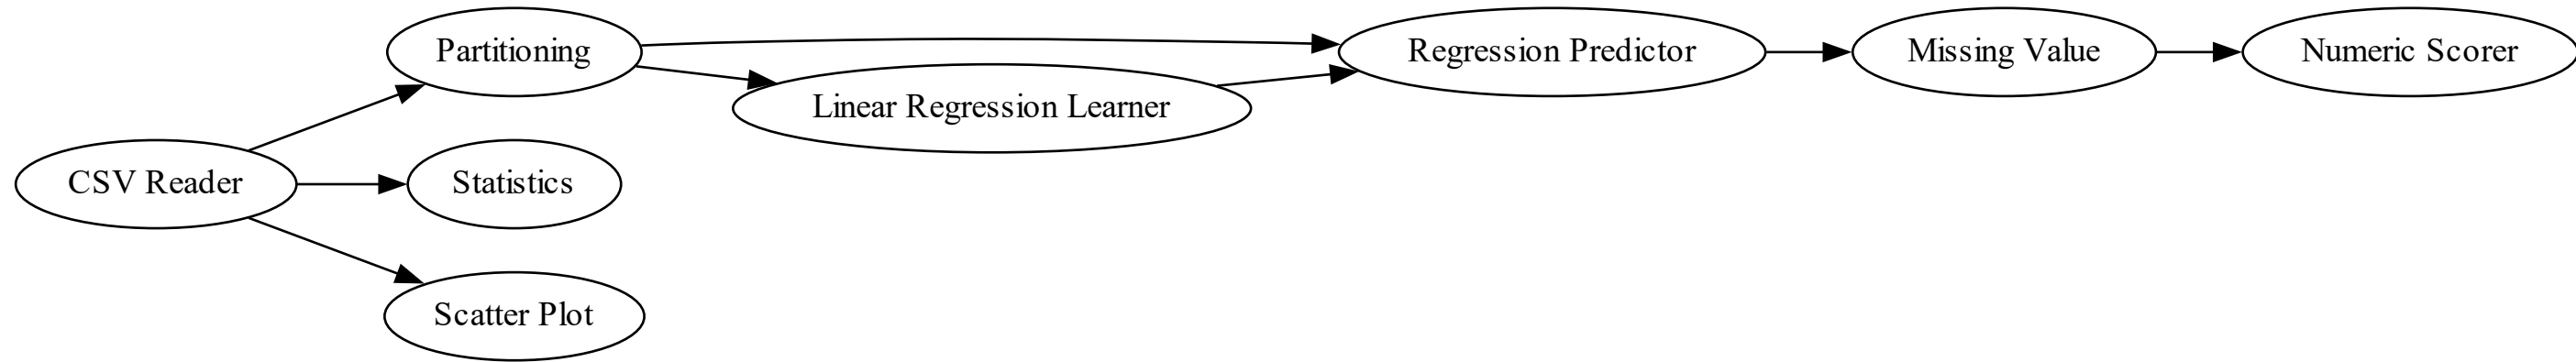 Partitioning
Regression Predictor
Missing Value
Numeric Scorer
Linear Regression Learner
CSV Reader
Statistics
Scatter Plot